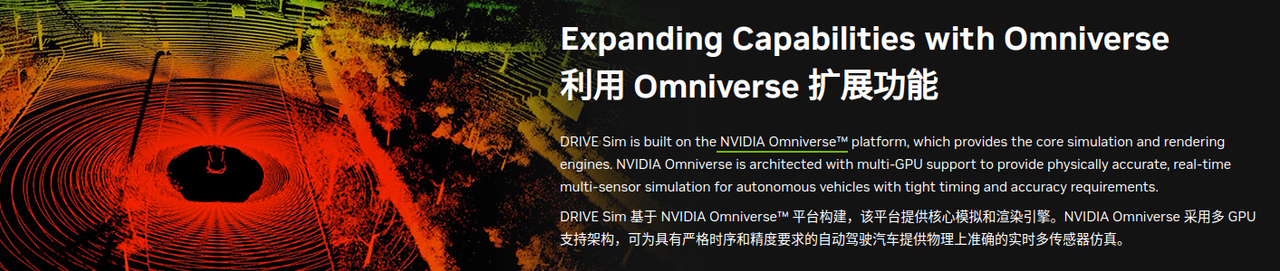 Expanding Capabilities with Omniverse
利用 Omniverse 扩展功能
DRIVE Sim is built on the NVIDIA Omniverse™ platform, which provides the core simulation and rendering
engines. NVIDIA Omniverse is architected with multi-GPU support to provide physically accurate, real-time
multi-sensor simulation for autonomous vehicles with tight timing and accuracy requirements.
DRIVE Sim 基于 NVIDIA Omniverse™ 平台构建，该平台提供核心模拟和渲染引擎。NVIDIA Omniverse 采用多 GPU
支持架构，可为具有严格时序和精度要求的自动驾驶汽车提供物理上准确的实时多传感器仿真。